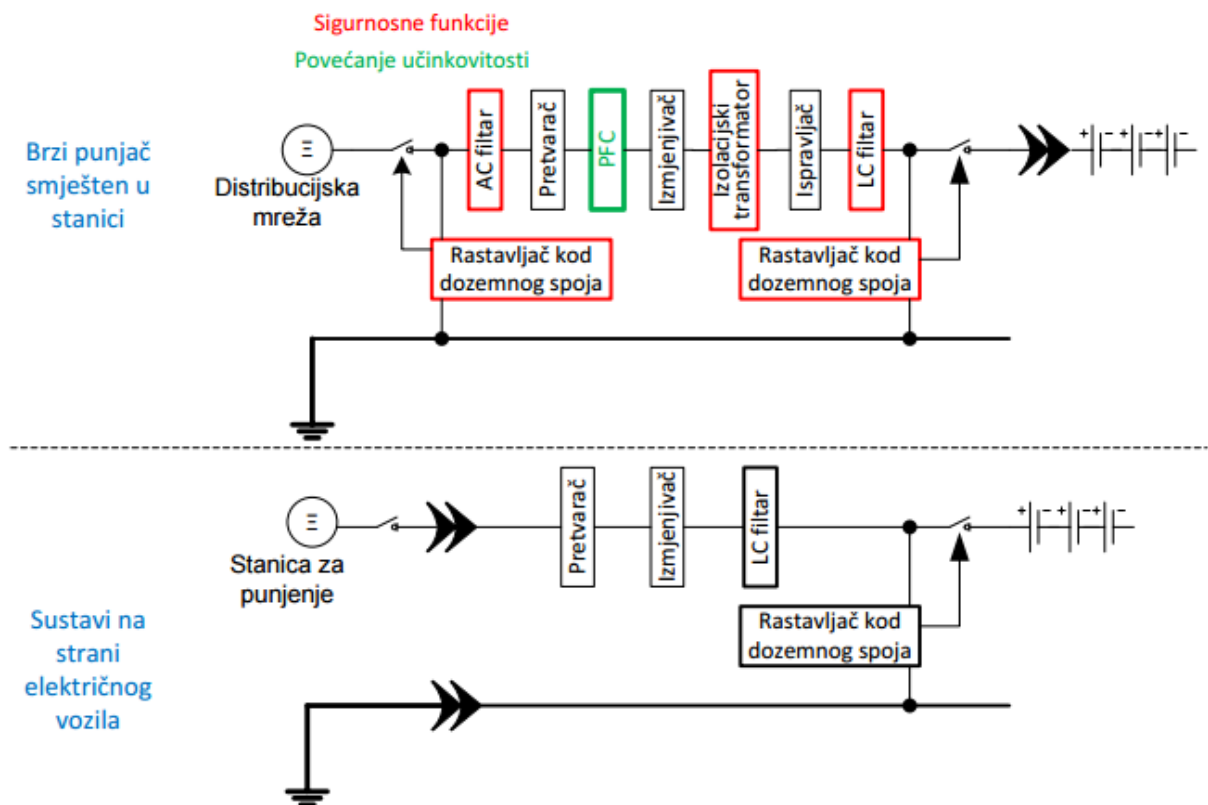 Sigurnosne funkcije
Povećanje učinkovitosti
Brzi punjač
smješten u
stanici
Ξ
Distribucijska
mreža
AC filtar
Pretvarač
PFC
Izmjenjivač
Izolacijski
transformator
Ispravljač
LC filtar
+ - + - + -
Rastavljač kod
dozemnog spoja
Rastavljač kod
dozemnog spoja
Sustavi na
strani
električnog
vozila
Ξ
Stanica za
punjenje
Pretvarač
Izmjenjivač
LC filtar
+ - + - + -
Rastavljač kod
dozemnog spoja